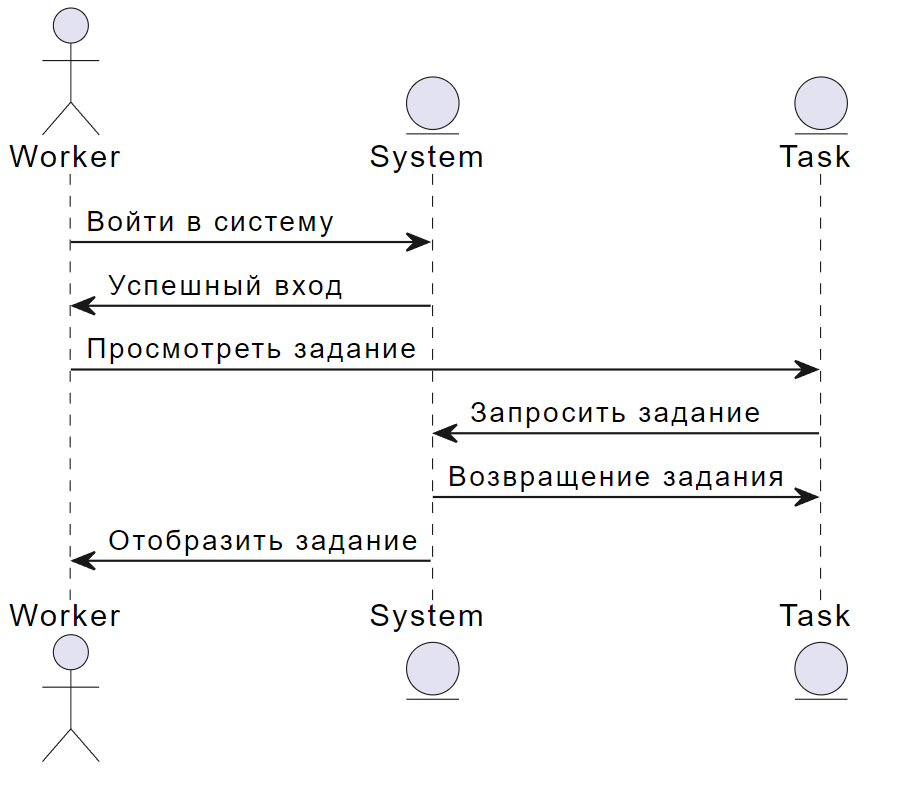 Worker
System
Task
Войти в систему
Успешный вход
Просмотреть задание
Запросить задание
Возвращение задания
Отобразить задание
Worker
System
Task